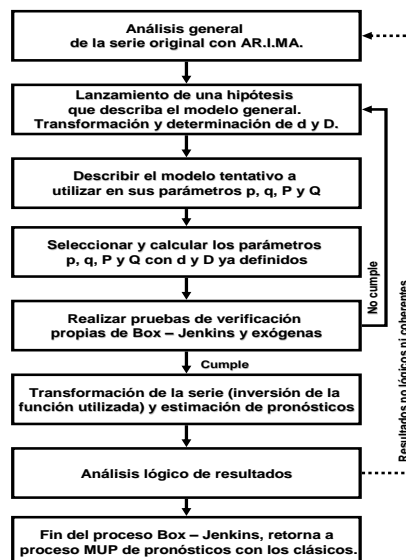 Análisis general
de la serie original con AR.I.MA.
Lanzamiento de una hipótesis
que describa el modelo general.
Transformación y determinación de d y D.
Describir el modelo tentativo a
utilizar en sus parámetros p, q, P y Q
Seleccionar y calcular los parámetros
p, q, P y Q con d y D ya definidos
No cumple
Realizar pruebas de verificación
propias de Box – Jenkins y exógenas
Cumple
Transformación de la serie (inversión de la
función utilizada) y estimación de pronósticos
Resultados no lógicos ni coherentes
Análisis lógico de resultados
Fin del proceso Box – Jenkins, retorna a
proceso MUP de pronósticos con los clásicos.